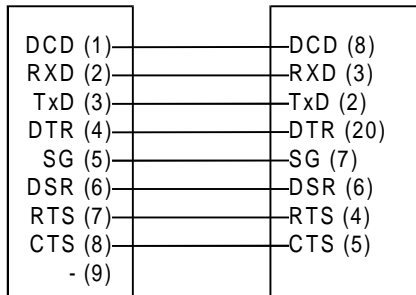 DCD (1) DCD (8)
RXD (2) RXD (3)
TxD (3) TxD (2)
DTR (4) DTR (20)
SG (5) SG (7)
DSR (6) DSR (6)
RTS (7) RTS (4)
CTS (8) CTS (5)
- (9)